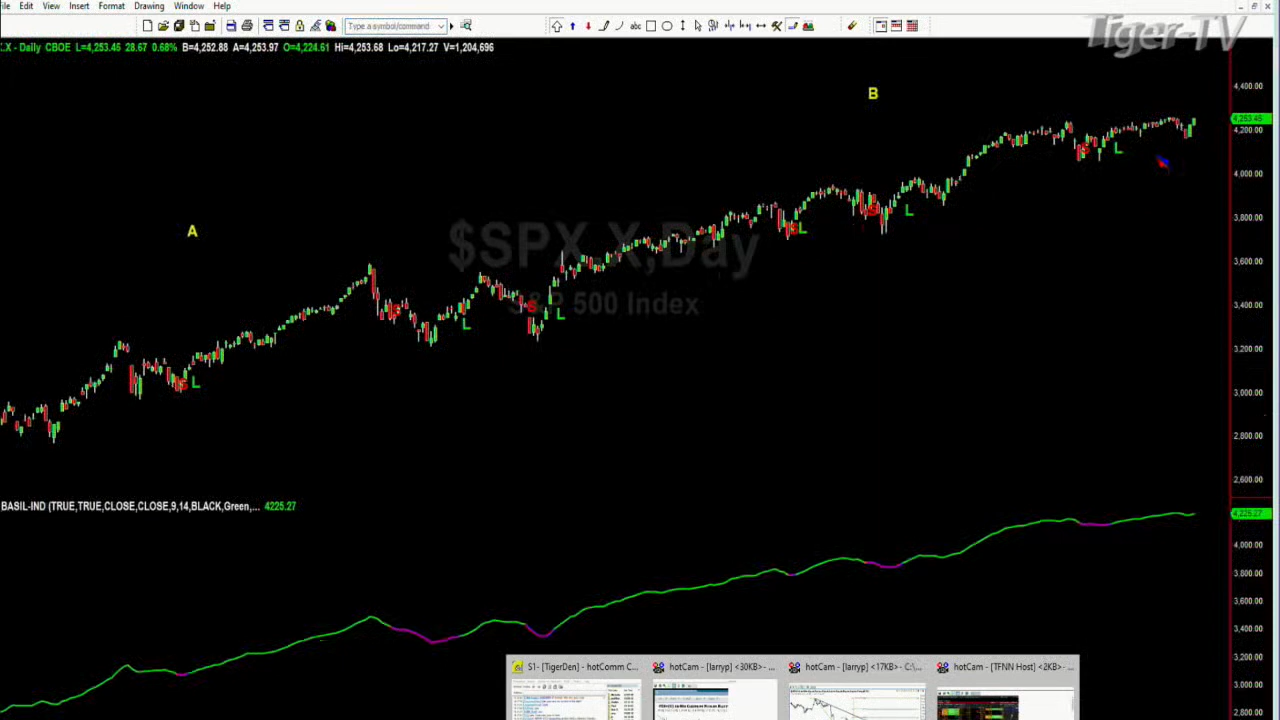 File Edit View Insert Format Drawing Window Help
Type a symbol/command
Tiger-TV
X - Daily CBOE L=4,253.45 28.67 0.68% B=4,252.88 A=4,253.97 O=4,224.61 Hi=4,253.68 Lo=4,217.27 V=1,204,696
B
4,400.00
4,253.45
4,200.00
4,000.00
3,800.00
3,600.00
3,400.00
3,200.00
3,000.00
2,800.00
2,600.00
A
$SPX.X,Day
S&P 500 Index
S L
S L
S L
S L
S L
S L
BASIL-IND (TRUE,TRUE,CLOSE,CLOSE,9,14,BLACK,Green,... 4225.27
4,225.27
4,000.00
3,800.00
3,600.00
3,400.00
3,200.00
3,000.00
2,800.00
S1- [TigerDen] - hotComm C...
hotCam - [larryp] <30KB> -...
hotCam - [larryp] <17KB> - C:\...
hotCam - [TFNN Host] <2KB> -...